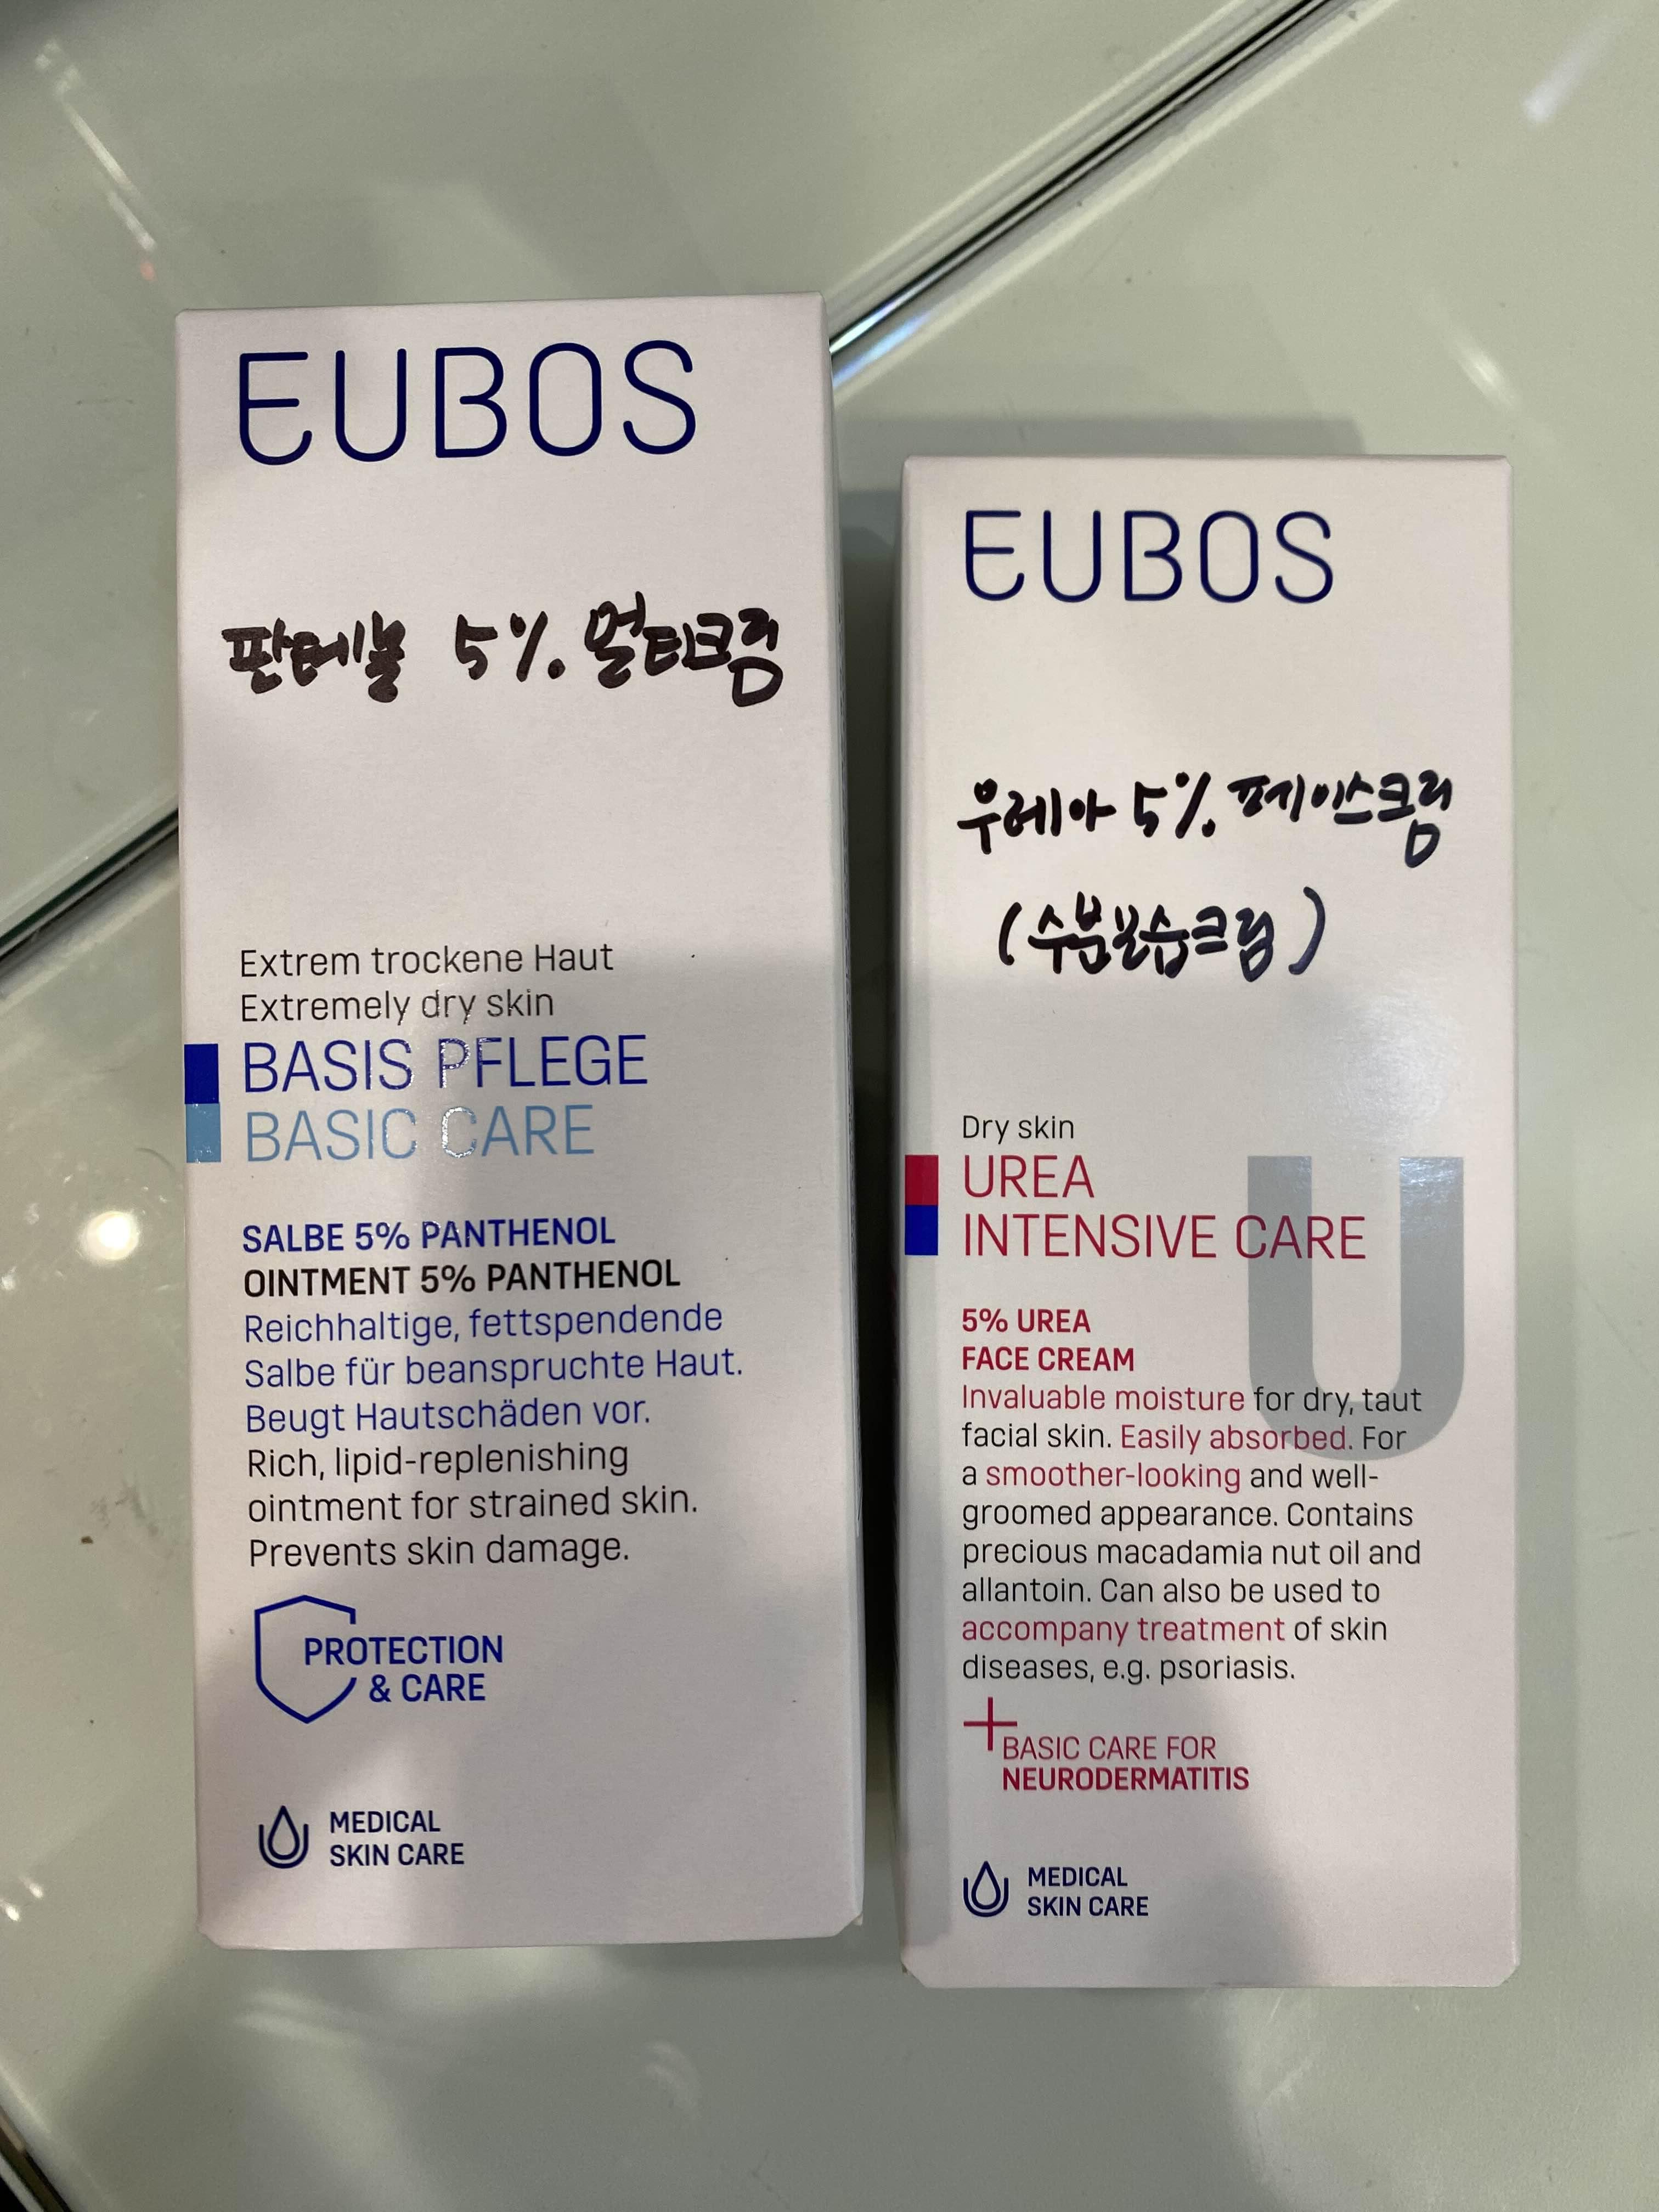 EUBOS
판테놀 5% 멀티크림
Extrem trockene Haut
Extremely dry skin
BASIS PFLEGE
BASIC CARE
SALBE 5% PANTHENOL
OINTMENT 5% PANTHENOL
Reichhaltige, fettspendende
Salbe für beanspruchte Haut.
Beugt Hautschäden vor.
Rich, lipid-replenishing
ointment for strained skin.
Prevents skin damage.
PROTECTION
& CARE
MEDICAL
SKIN CARE
EUBOS
우레아 5% 페이스크림
(수분보습크림)
Dry skin
UREA
INTENSIVE CARE
U
5% UREA
FACE CREAM
Invaluable moisture for dry, taut
facial skin. Easily absorbed. For
a smoother-looking and well-
groomed appearance. Contains
precious macadamia nut oil and
allantoin. Can also be used to
accompany treatment of skin
diseases, e.g. psoriasis.
BASIC CARE FOR
NEURODERMATITIS
MEDICAL
SKIN CARE